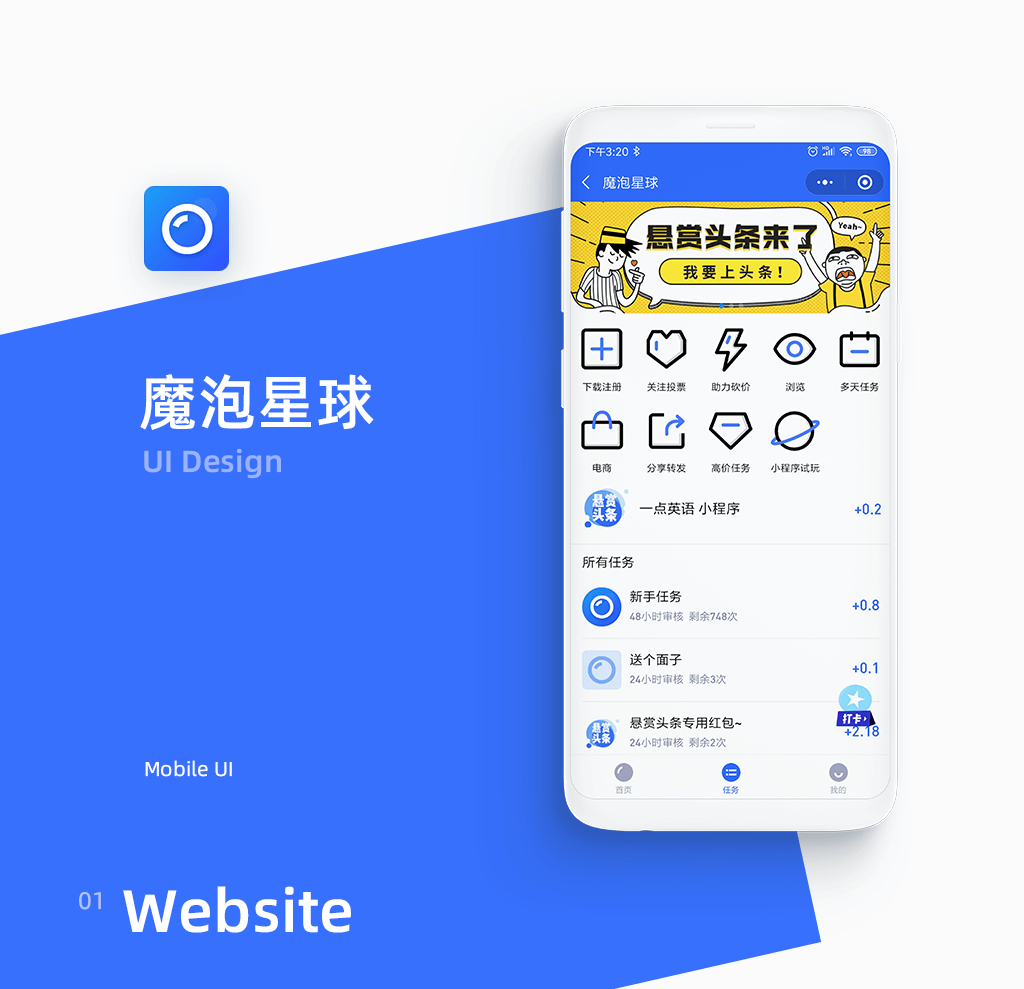 魔泡星球
UI Design
Mobile UI
01 Website
下午3:20
HD
98
魔泡星球
悬赏头条来了
Yeah~
我要上头条!
下载注册 关注投票 助力砍价 浏览 多天任务
电商 分享转发 高价任务 小程序试玩
悬赏
头条
一点英语 小程序 +0.2
所有任务
新手任务 +0.8
48小时审核 剩余748次
送个面子 +0.1
24小时审核 剩余3次
打卡›
悬赏
头条
悬赏头条专用红包~ +2.18
24小时审核 剩余2次
首页 任务 我的